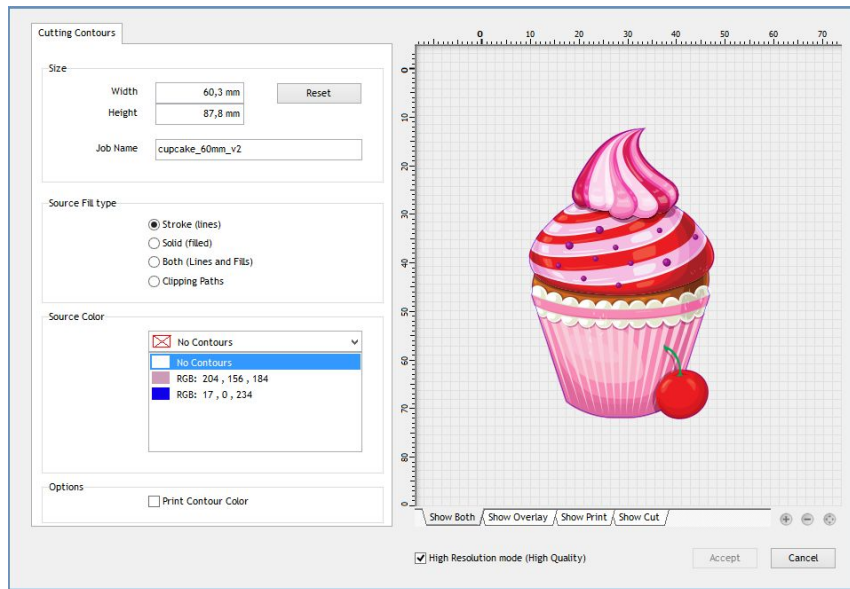 Cutting Contours
Size
Width 60,3 mm Reset
Height 87,8 mm
Job Name cupcake_60mm_v2
Source Fill type
Stroke (lines)
Solid (filled)
Both (Lines and Fills)
Clipping Paths
Source Color
No Contours
No Contours
RGB: 204 , 156 , 184
RGB: 17 , 0 , 234
Options
Print Contour Color
0 10 20 30 40 50 60 70
0
10
20
30
40
50
60
70
80
0
Show Both Show Overlay Show Print Show Cut
High Resolution mode (High Quality) Accept Cancel